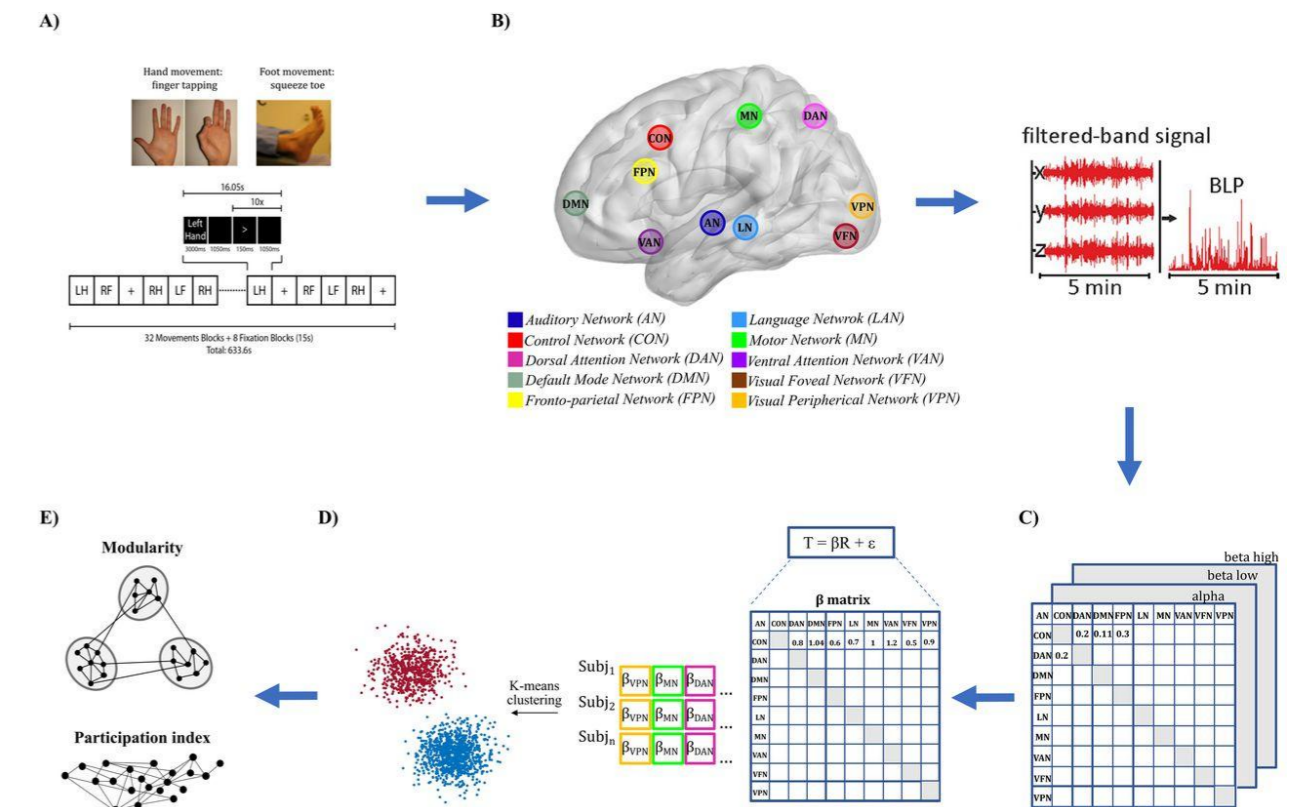 A)
Hand movement:
finger tapping
Foot movement:
squeeze toe
16.05s
10x
Left
Hand
>
3000ms 1050ms 150ms 1050ms
LH RF + RH LF RH LH + RF LF RH +
32 Movements Blocks + 8 Fixation Blocks (15s)
Total: 633.6s
B)
MN
DAN
CON
FPN
DMN
VPN
AN
LN
VAN
VFN
Auditory Network (AN)
Control Network (CON)
Dorsal Attention Network (DAN)
Default Mode Network (DMN)
Fronto-parietal Network (FPN)
Language Netwrok (LAN)
Motor Network (MN)
Ventral Attention Network (VAN)
Visual Foveal Network (VFN)
Visual Peripherical Network (VPN)
filtered-band signal
x
y
z
BLP
5 min
5 min
C)
beta high
beta low
alpha
AN CON DAN DMN FPN LN MN VAN VFN VPN
CON 0.2 0.11 0.3
DAN 0.2
DMN
FPN
LN
MN
VAN
VFN
VPN
D)
T = βR + ε
β matrix
AN CON DAN DMN FPN LN MN VAN VFN VPN
CON 0.8 1.04 0.6 0.7 1 1.2 0.5 0.9
DAN
DMN
FPN
LN
MN
VAN
VFN
VPN
Subj1 βVPN βMN βDAN ...
Subj2 βVPN βMN βDAN ...
Subjn βVPN βMN βDAN ...
K-means
clustering
E)
Modularity
Participation index